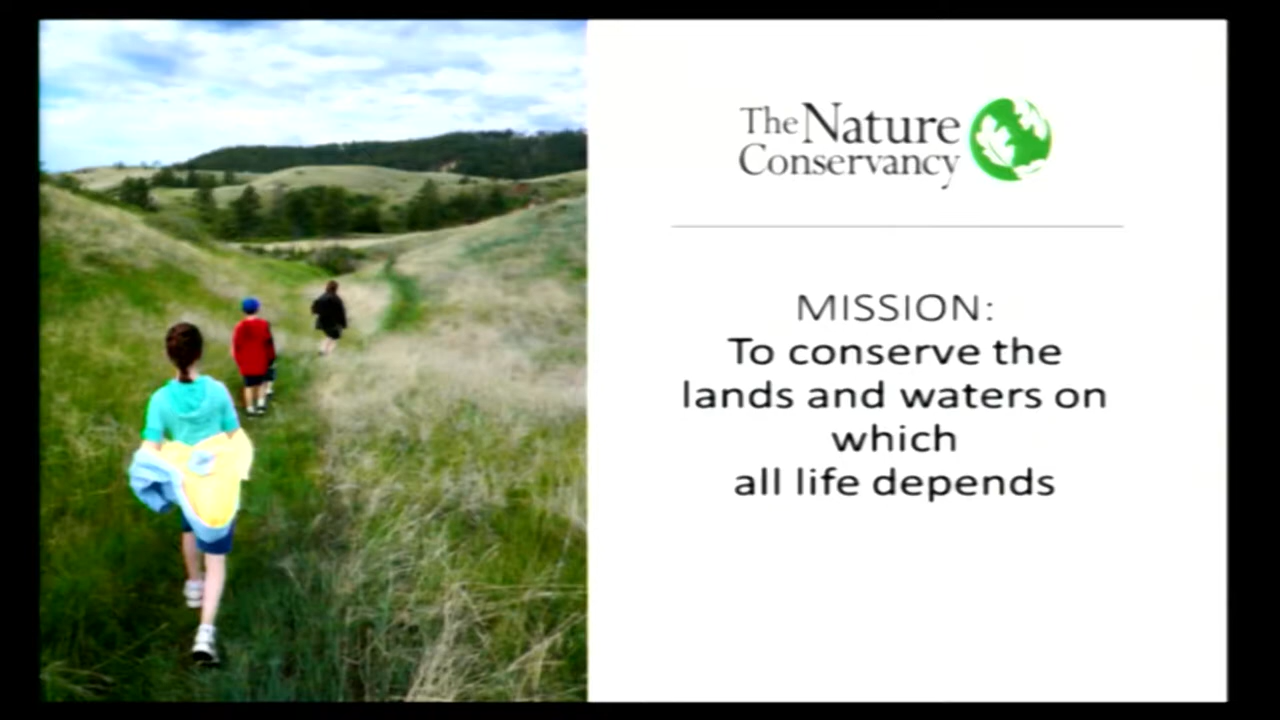 The Nature
Conservancy
MISSION:
To conserve the
lands and waters on
which
all life depends